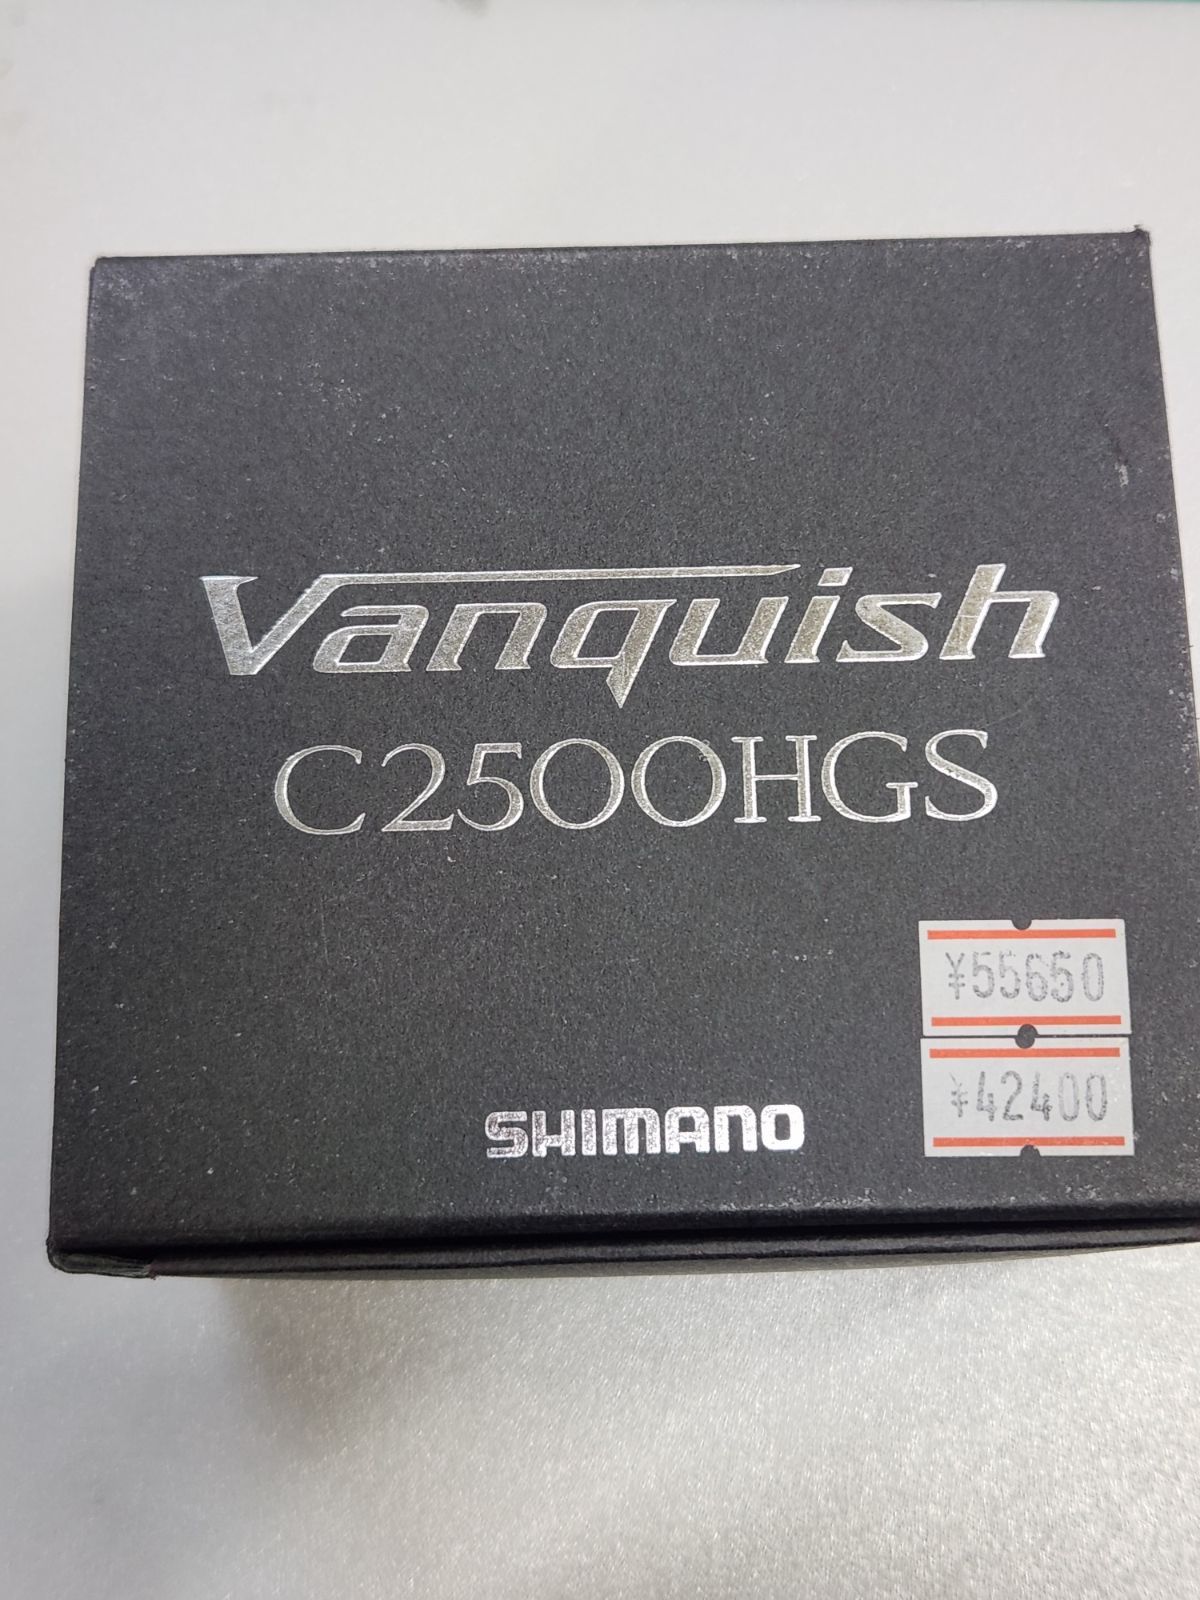 Vanquish
C2500HGS
¥55650
¥42400
SHIMANO